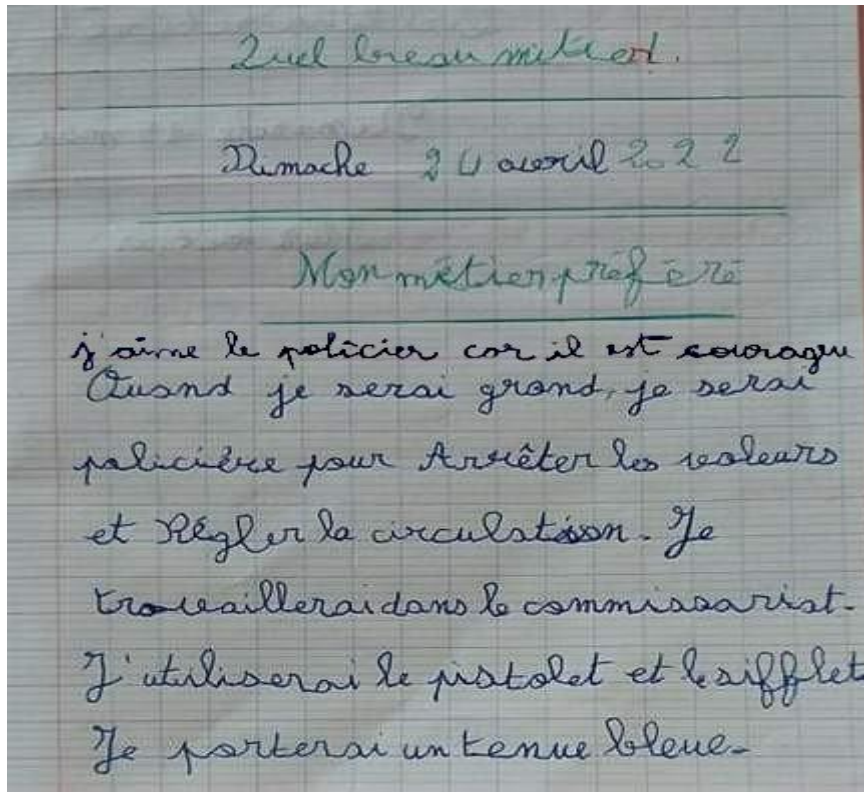 Quel beau métier.
Dimache 24 avril 2022
Mon métier préféré
j'aime le policier car il est courageu
Quand je serai grand, je serai
policière pour Arrêter les voleurs
et Régler la circulation. Je
travaillerai dans le commissariat.
J'utiliserai le pistolet et le sifflet
Je porterai un tenue bleue.